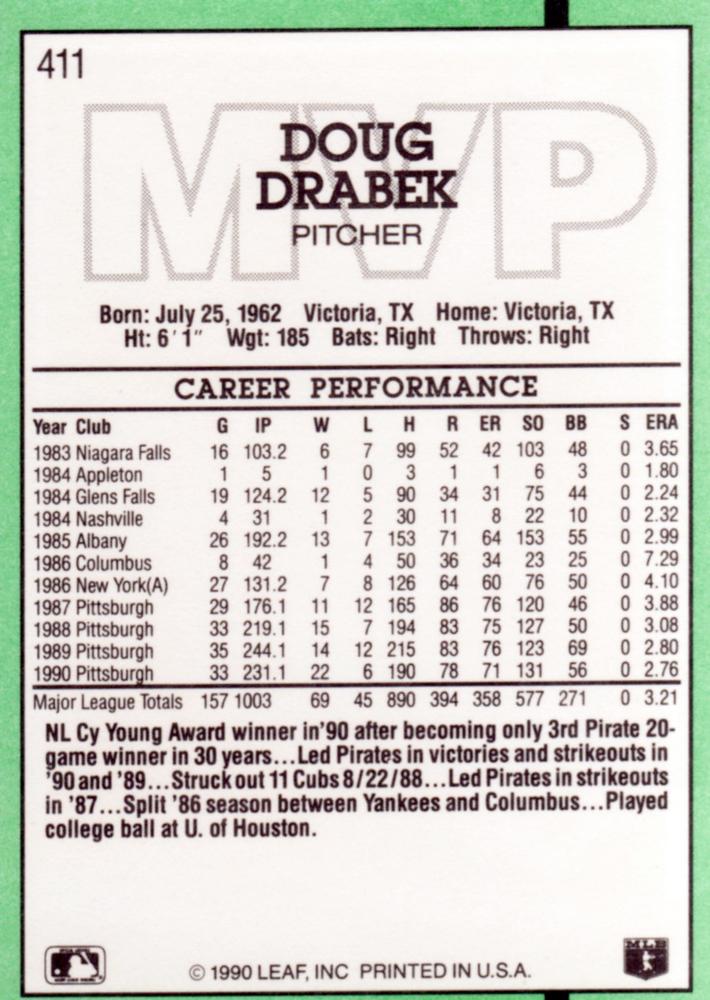 411
MVP
DOUG
DRABEK
PITCHER
Born: July 25, 1962 Victoria, TX Home: Victoria, TX
Ht: 6'1" Wgt: 185 Bats: Right Throws: Right
CAREER PERFORMANCE
Year Club G IP W L H R ER SO BB S ERA
1983 Niagara Falls 16 103.2 6 7 99 52 42 103 48 0 3.65
1984 Appleton 1 5 1 0 3 1 1 6 3 0 1.80
1984 Glens Falls 19 124.2 12 5 90 34 31 75 44 0 2.24
1984 Nashville 4 31 1 2 30 11 8 22 10 0 2.32
1985 Albany 26 192.2 13 7 153 71 64 153 55 0 2.99
1986 Columbus 8 42 1 4 50 36 34 23 25 0 7.29
1986 New York(A) 27 131.2 7 8 126 64 60 76 50 0 4.10
1987 Pittsburgh 29 176.1 11 12 165 86 76 120 46 0 3.88
1988 Pittsburgh 33 219.1 15 7 194 83 75 127 50 0 3.08
1989 Pittsburgh 35 244.1 14 12 215 83 76 123 69 0 2.80
1990 Pittsburgh 33 231.1 22 6 190 78 71 131 56 0 2.76
Major League Totals 157 1003 69 45 890 394 358 577 271 0 3.21
NL Cy Young Award winner in'90 after becoming only 3rd Pirate 20-
game winner in 30 years...Led Pirates in victories and strikeouts in
'90 and '89...Struck out 11 Cubs 8/22/88...Led Pirates in strikeouts
in '87...Split '86 season between Yankees and Columbus...Played
college ball at U. of Houston.
© 1990 LEAF, INC PRINTED IN U.S.A.
MLB